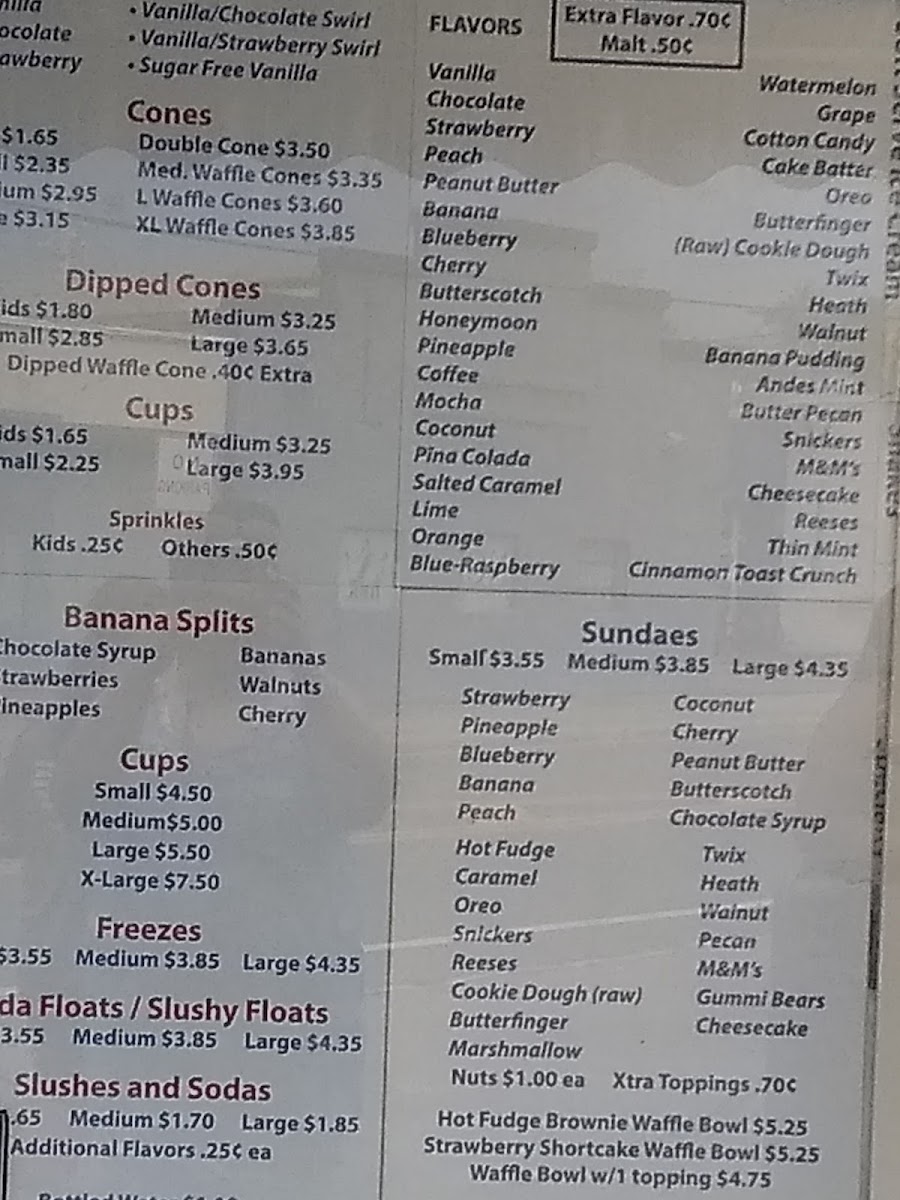 • Vanilla/Chocolate Swirl
• Vanilla/Strawberry Swirl
• Sugar Free Vanilla
Cones
$1.65 Double Cone $3.50
$2.35 Med. Waffle Cones $3.35
$2.95 L Waffle Cones $3.60
$3.15 XL Waffle Cones $3.85
Dipped Cones
ids $1.80 Medium $3.25
mall $2.85 Large $3.65
Dipped Waffle Cone .40¢ Extra
Cups
ids $1.65 Medium $3.25
mall $2.25 Large $3.95
Sprinkles
Kids .25¢ Others .50¢
Banana Splits
Chocolate Syrup Bananas
trawberries Walnuts
ineapples Cherry
Cups
Small $4.50
Medium$5.00
Large $5.50
X-Large $7.50
Freezes
$3.55 Medium $3.85 Large $4.35
da Floats / Slushy Floats
3.55 Medium $3.85 Large $4.35
Slushes and Sodas
.65 Medium $1.70 Large $1.85
Additional Flavors .25¢ ea
FLAVORS
Extra Flavor .70¢
Malt .50¢
Vanilla
Chocolate
Strawberry
Peach
Peanut Butter
Banana
Blueberry
Cherry
Butterscotch
Honeymoon
Pineapple
Coffee
Mocha
Coconut
Pina Colada
Salted Caramel
Lime
Orange
Blue-Raspberry
Watermelon
Grape
Cotton Candy
Cake Batter
Oreo
Butterfinger
(Raw) Cookie Dough
Twix
Heath
Walnut
Banana Pudding
Andes Mint
Butter Pecan
Snickers
M&M's
Cheesecake
Reeses
Thin Mint
Cinnamon Toast Crunch
Sundaes
Small $3.55 Medium $3.85 Large $4.35
Strawberry Coconut
Pineapple Cherry
Blueberry Peanut Butter
Banana Butterscotch
Peach Chocolate Syrup
Hot Fudge Twix
Caramel Heath
Oreo Walnut
Snickers Pecan
Reeses M&M's
Cookie Dough (raw) Gummi Bears
Butterfinger Cheesecake
Marshmallow
Nuts $1.00 ea Xtra Toppings .70¢
Hot Fudge Brownie Waffle Bowl $5.25
Strawberry Shortcake Waffle Bowl $5.25
Waffle Bowl w/1 topping $4.75